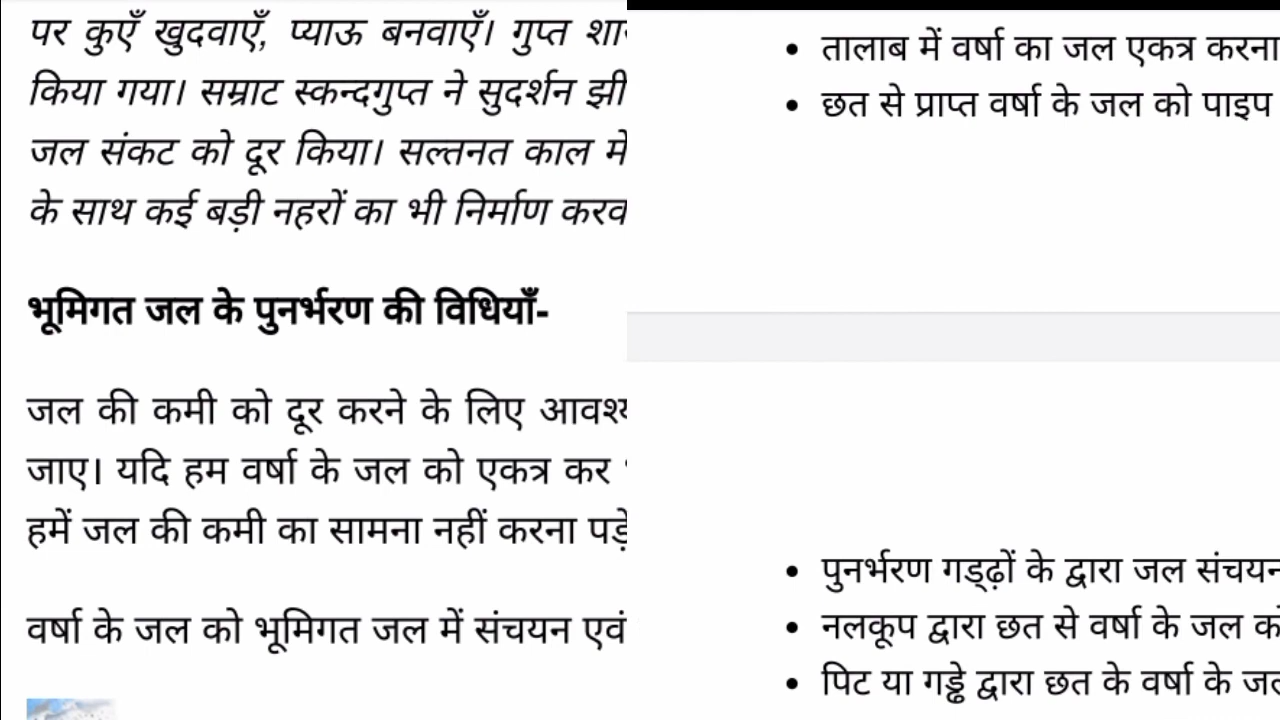 पर कुएँ खुदवाएँ, प्याऊ बनवाएँ। गुप्त
किया गया। सम्राट स्कन्दगुप्त ने सुदर्शन झी
जल संकट को दूर किया। सल्तनत काल में
के साथ कई बड़ी नहरों का भी निर्माण करव
भूमिगत जल के पुनर्भरण की विधियाँ-
जल की कमी को दूर करने के लिए आवश्य
जाए। यदि हम वर्षा के जल को एकत्र कर
हमें जल की कमी का सामना नहीं करना पड़े
वर्षा के जल को भूमिगत जल में संचयन एवं
• तालाब में वर्षा का जल एकत्र करना
• छत से प्राप्त वर्षा के जल को पाइप
• पुनर्भरण गड्ढ़ों के द्वारा जल संचयन
• नलकूप द्वारा छत से वर्षा के जल को
• पिट या गड्ढे द्वारा छत के वर्षा के जल